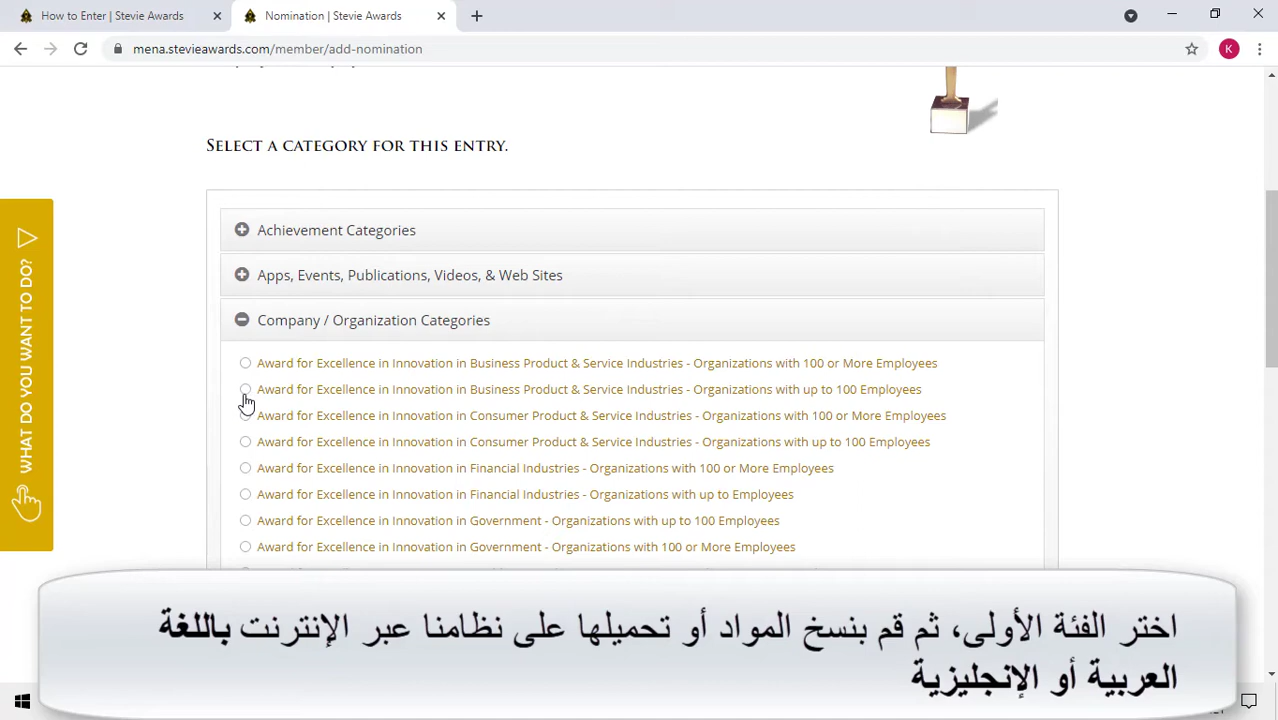 How to Enter | Stevie Awards
Nomination | Stevie Awards
mena.stevieawards.com/member/add-nomination
K
SELECT A CATEGORY FOR THIS ENTRY.
Achievement Categories
Apps, Events, Publications, Videos, & Web Sites
Company / Organization Categories
Award for Excellence in Innovation in Business Product & Service Industries - Organizations with 100 or More Employees
Award for Excellence in Innovation in Business Product & Service Industries - Organizations with up to 100 Employees
Award for Excellence in Innovation in Consumer Product & Service Industries - Organizations with 100 or More Employees
Award for Excellence in Innovation in Consumer Product & Service Industries - Organizations with up to 100 Employees
Award for Excellence in Innovation in Financial Industries - Organizations with 100 or More Employees
Award for Excellence in Innovation in Financial Industries - Organizations with up to Employees
Award for Excellence in Innovation in Government - Organizations with up to 100 Employees
Award for Excellence in Innovation in Government - Organizations with 100 or More Employees
WHAT DO YOU WANT TO DO?
اختر الفئة الأولى، ثم قم بنسخ المواد أو تحميلها على نظامنا عبر الإنترنت باللغة
العربية أو الإنجليزية